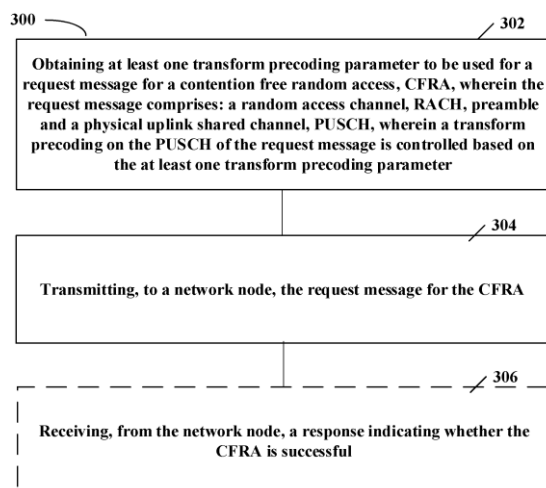 300
302
Obtaining at least one transform precoding parameter to be used for a
request message for a contention free random access, CFRA, wherein the
request message comprises: a random access channel, RACH, preamble
and a physical uplink shared channel, PUSCH, wherein a transform
precoding on the PUSCH of the request message is controlled based on
the at least one transform precoding parameter
304
Transmitting, to a network node, the request message for the CFRA
306
Receiving, from the network node, a response indicating whether the
CFRA is successful